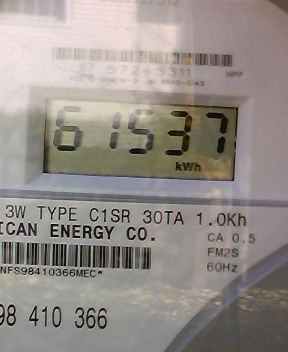 61537
kWh
3W TYPE C1SR 30TA 1.0Kh
ICAN ENERGY CO.
CA 0.5
FM2S
60Hz
NFS98410366MEC*
98 410 366